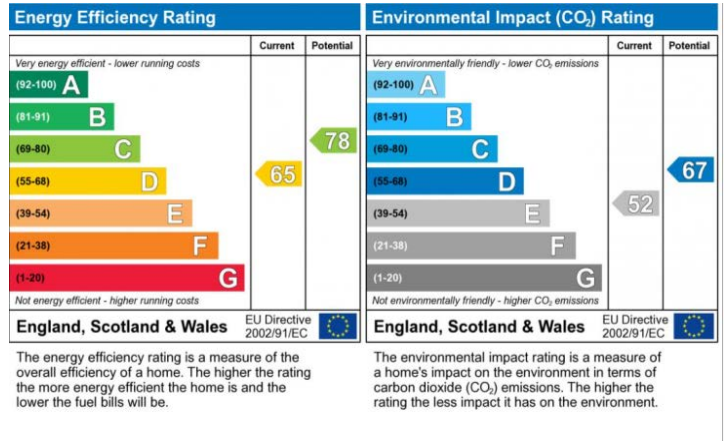 Energy Efficiency Rating
Current Potential
Very energy efficient - lower running costs
(92-100) A
(81-91) B
(69-80) C
78
(55-68) D
65
(39-54) E
(21-38) F
(1-20) G
Not energy efficient - higher running costs
England, Scotland & Wales
EU Directive
2002/91/EC
The energy efficiency rating is a measure of the
overall efficiency of a home. The higher the rating
the more energy efficient the home is and the
lower the fuel bills will be.
Environmental Impact (CO₂) Rating
Current Potential
Very environmentally friendly - lower CO₂ emissions
(92-100) A
(81-91) B
(69-80) C
(55-68) D
67
(39-54) E
52
(21-38) F
(1-20) G
Not environmentally friendly - higher CO₂ emissions
England, Scotland & Wales
EU Directive
2002/91/EC
The environmental impact rating is a measure of
a home's impact on the environment in terms of
carbon dioxide (CO₂) emissions. The higher the
rating the less impact it has on the environment.